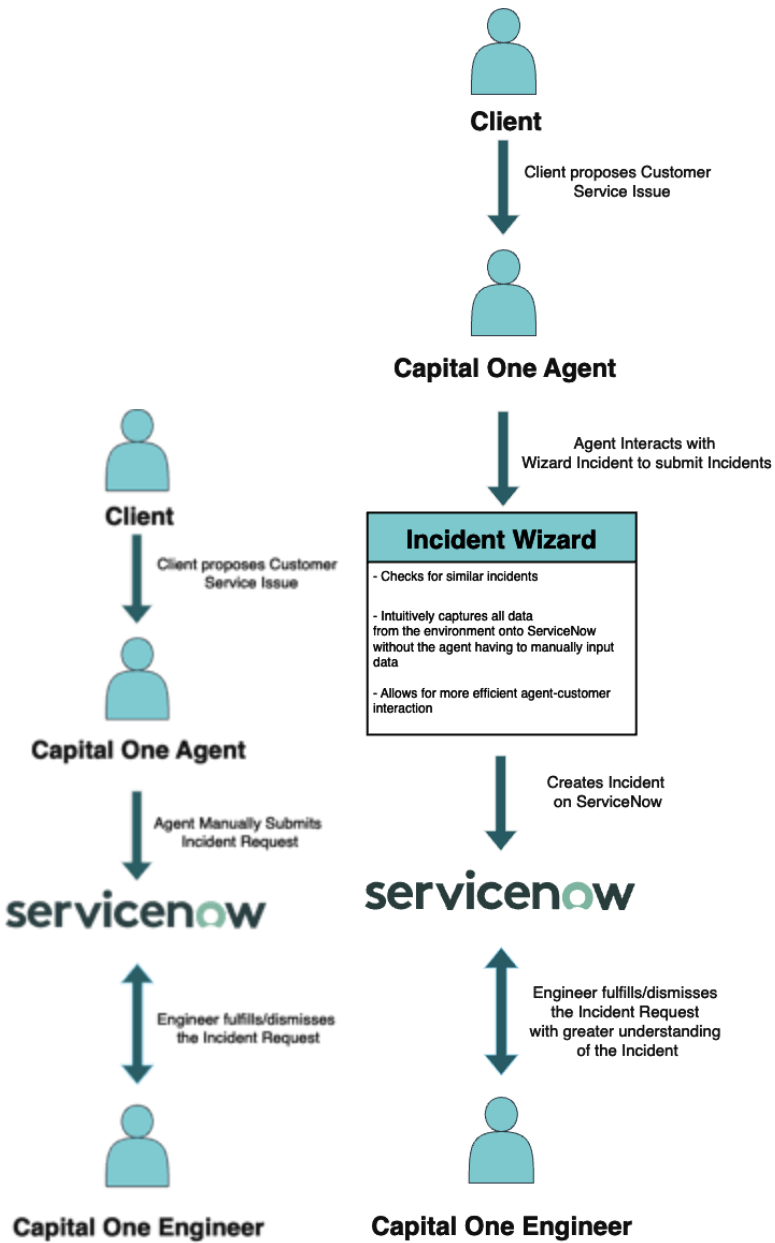 Client
Client proposes Customer
Service Issue
Capital One Agent
Agent Manually Submits
Incident Request
servicenow
Engineer fulfills/dismisses
the Incident Request
Capital One Engineer
Client
Client proposes Customer
Service Issue
Capital One Agent
Agent Interacts with
Wizard Incident to submit Incidents
Incident Wizard
- Checks for similar incidents
- Intuitively captures all data
from the environment onto ServiceNow
without the agent having to manually input
data
- Allows for more efficient agent-customer
interaction
Creates Incident
on ServiceNow
servicenow
Engineer fulfills/dismisses
the Incident Request
with greater understanding
of the Incident
Capital One Engineer